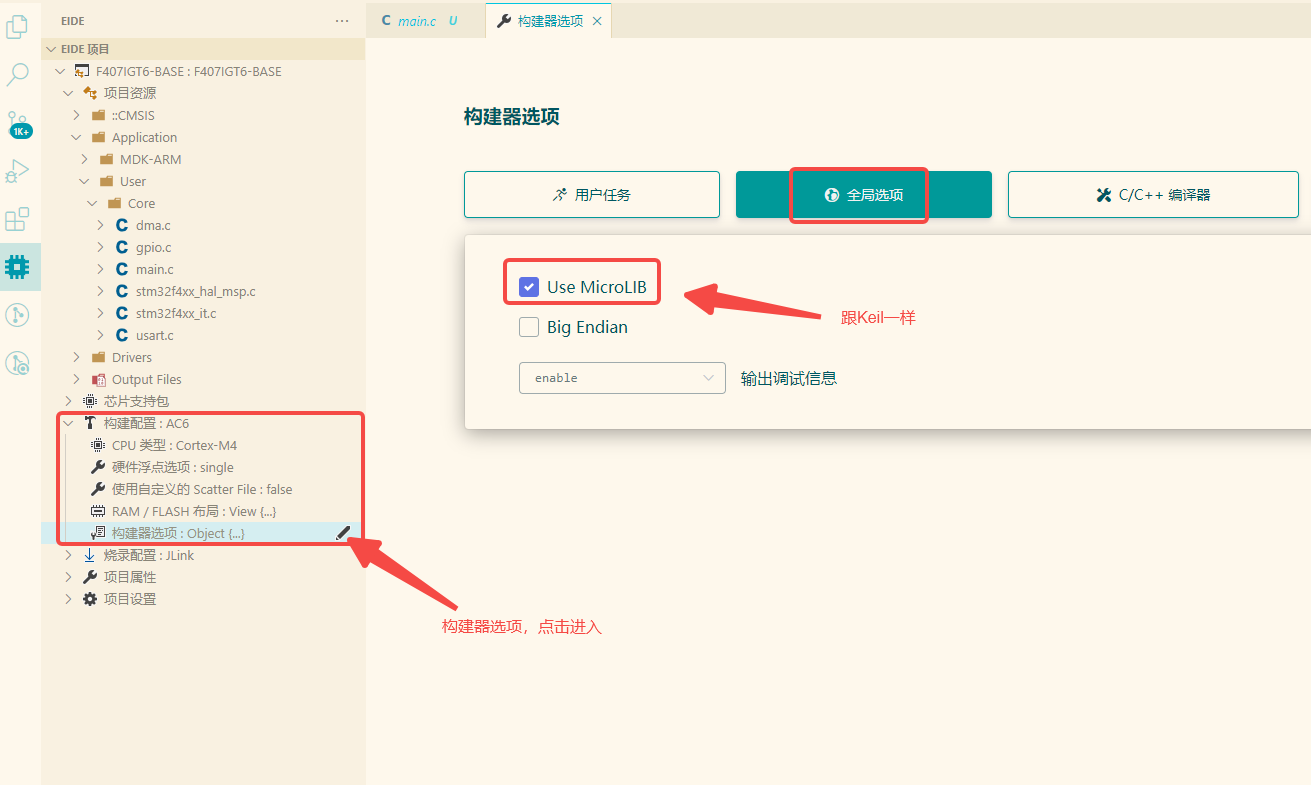 EIDE
EIDE 项目
F407IGT6-BASE : F407IGT6-BASE
项目资源
::CMSIS
Application
MDK-ARM
User
Core
dma.c
gpio.c
main.c
stm32f4xx_hal_msp.c
stm32f4xx_it.c
usart.c
Drivers
Output Files
芯片支持包
构建配置 : AC6
CPU 类型 : Cortex-M4
硬件浮点选项 : single
使用自定义的 Scatter File : false
RAM / FLASH 布局 : View {...}
构建器选项 : Object {...}
烧录配置 : JLink
项目属性
项目设置
1K+
main.c U
构建器选项
构建器选项
用户任务
全局选项
C/C++ 编译器
Use MicroLIB
跟Keil一样
Big Endian
enable
输出调试信息
构建器选项，点击进入